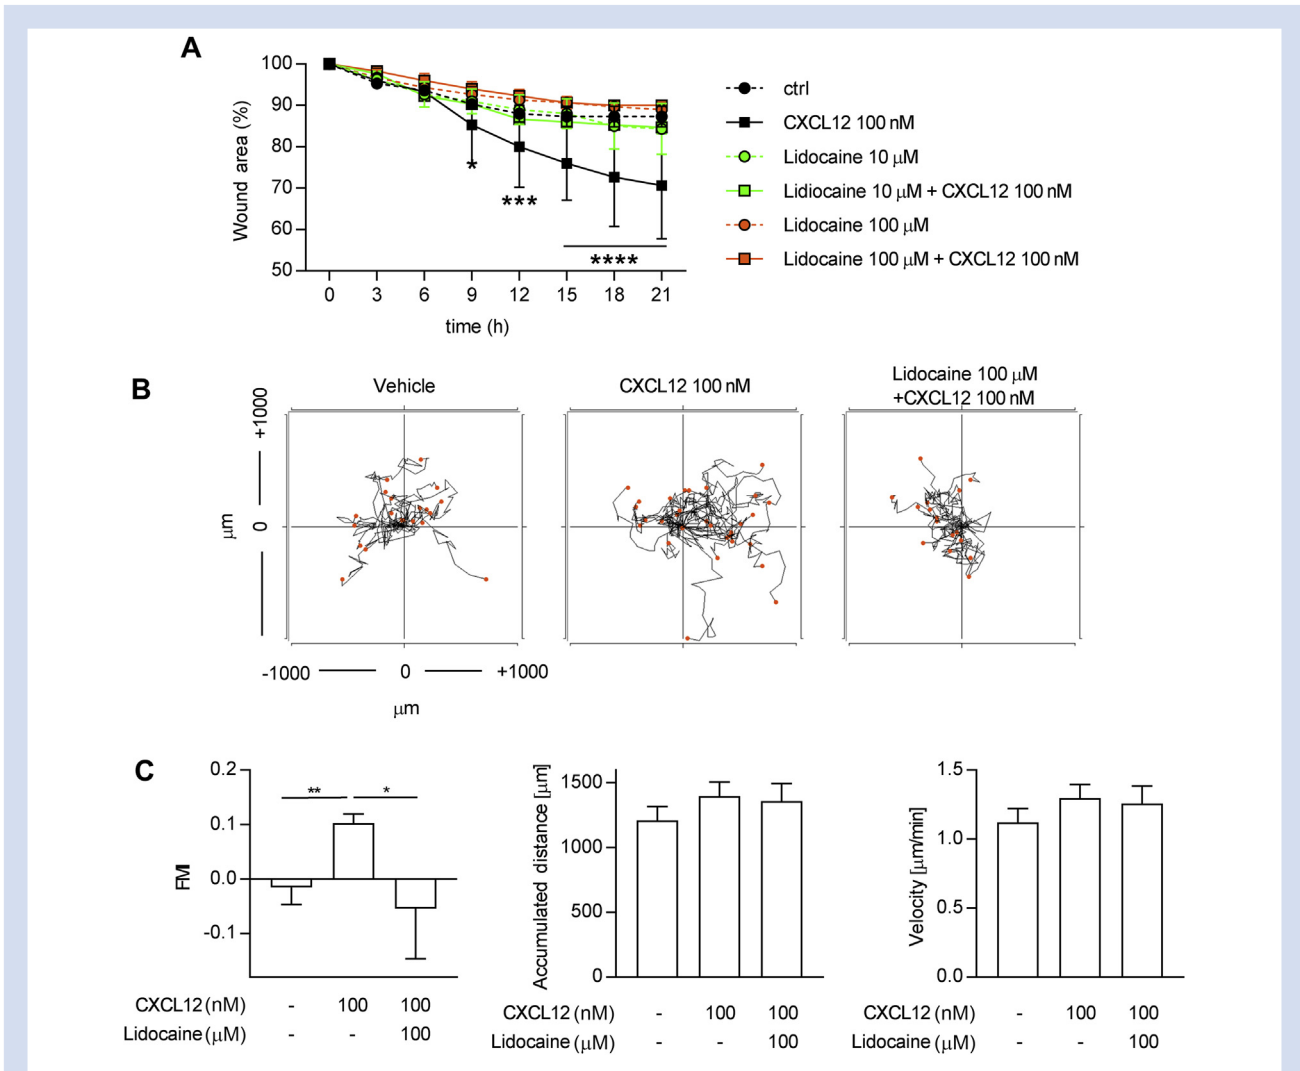 A
100
90
80
70
60
50
Wound area (%)
0 3 6 9 12 15 18 21
time (h)
*
***
****
ctrl
CXCL12 100 nM
Lidocaine 10 μM
Lidiocaine 10 μM + CXCL12 100 nM
Lidocaine 100 μM
Lidocaine 100 μM + CXCL12 100 nM
B
Vehicle
CXCL12 100 nM
Lidocaine 100 μM
+CXCL12 100 nM
+1000
0
μm
-1000 0 +1000
μm
C
0.2
0.1
0.0
-0.1
FMI
** *
CXCL12 (nM) - 100 100
Lidocaine (μM) - - 100
1500
1000
500
0
Accumulated distance [μm]
CXCL12 (nM) - 100 100
Lidocaine (μM) - - 100
1.5
1.0
0.5
0.0
Velocity [μm/min]
CXCL12 (nM) - 100 100
Lidocaine (μM) - - 100